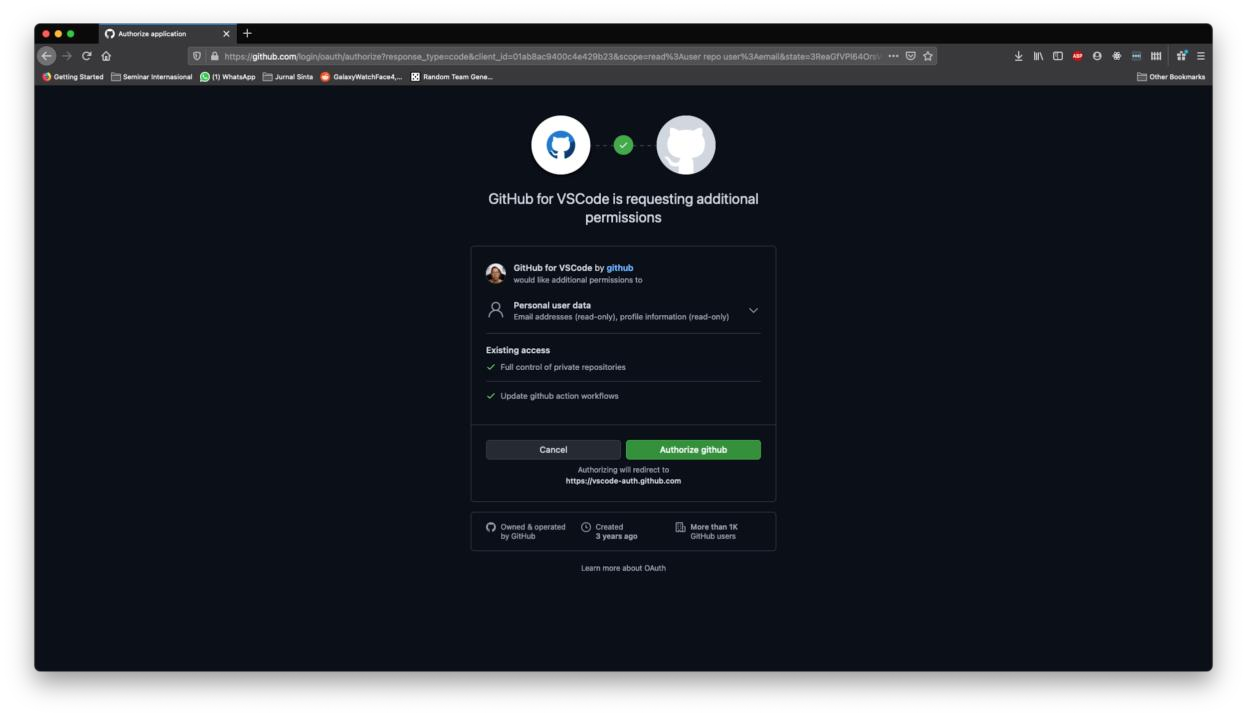 Authorize application
https://github.com/login/oauth/authorize?response_type=code&client_id=01ab8ac9400c4e429b23&scope=read%3Auser repo user%3Aemail&state=
Getting Started Seminar Internasional (1) WhatsApp Jurnal Sinta GalaxyWatchFace4,... Random Team Gene... Other Bookmarks
GitHub for VSCode is requesting additional
permissions
GitHub for VSCode by github
would like additional permissions to
Personal user data
Email addresses (read-only), profile information (read-only)
Existing access
Full control of private repositories
Update github action workflows
Cancel Authorize github
Authorizing will redirect to
https://vscode-auth.github.com
Owned & operated
by GitHub
Created
3 years ago
More than 1K
GitHub users
Learn more about OAuth